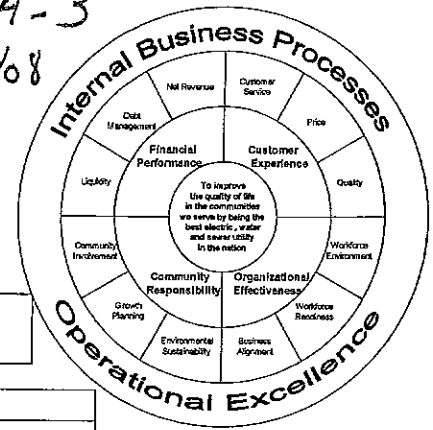 4-3
/08
Internal Business Processes
Net Revenue
Customer
Service
Debt
Management
Price
Financial
Performance
Customer
Experience
Liquidity
Quality
To improve
the quality of life
in the communities
we serve by being the
best electric, water
and sewer utility
in the nation
Community
Involvement
Workforce
Environment
Community
Responsibility
Organizational
Effectiveness
Growth
Planning
Workforce
Readiness
Environmental
Sustainability
Business
Alignment
Operational Excellence